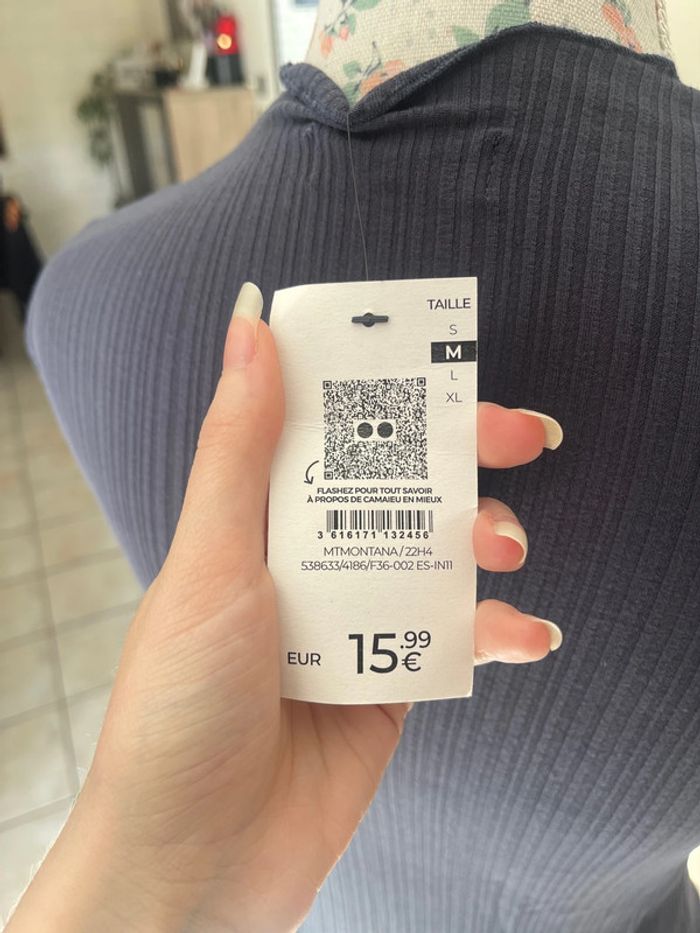 TAILLE
S
M
L
XL
FLASHEZ POUR TOUT SAVOIR
À PROPOS DE CAMAIEU EN MIEUX
3 616171 132456
MTMONTANA/22H4
538633/4186/F36-002 ES-IN11
EUR 15.99 €